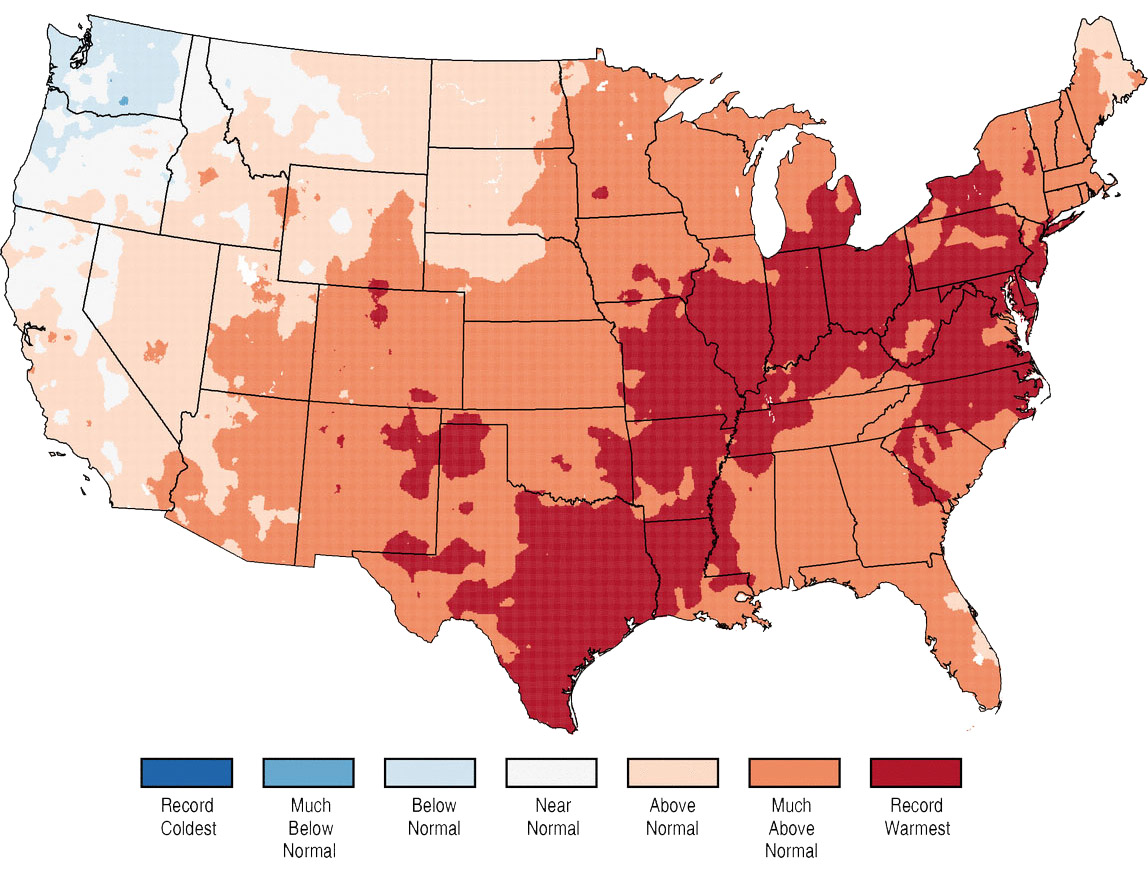 Record
Coldest
Much
Below
Normal
Below
Normal
Near
Normal
Above
Normal
Much
Above
Normal
Record
Warmest